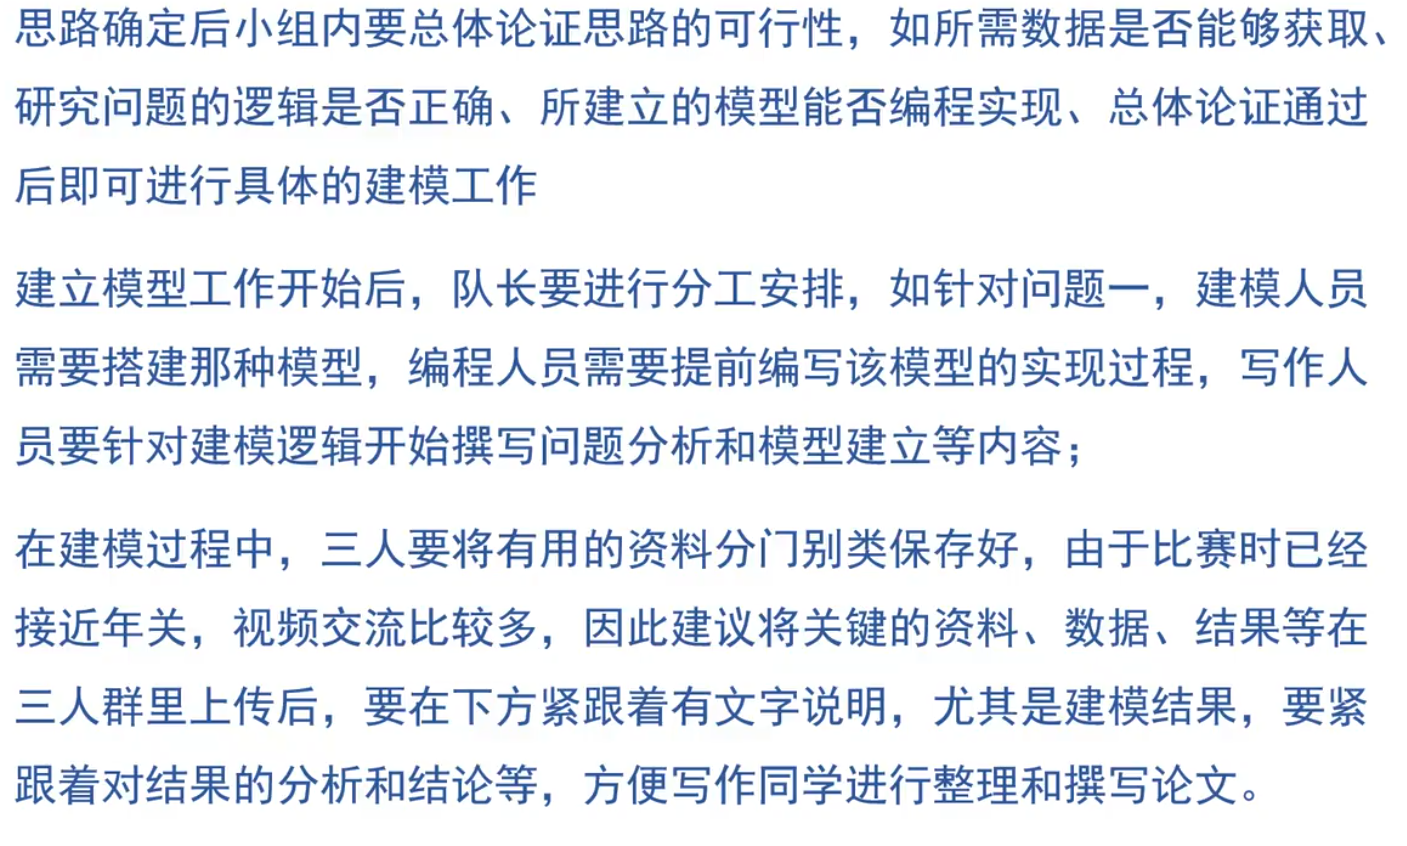 思路确定后小组内要总体论证思路的可行性，如所需数据是否能够获取、
研究问题的逻辑是否正确、所建立的模型能否编程实现、总体论证通过
后即可进行具体的建模工作
建立模型工作开始后，队长要进行分工安排，如针对问题一，建模人员
需要搭建那种模型，编程人员需要提前编写该模型的实现过程，写作人
员要针对建模逻辑开始撰写问题分析和模型建立等内容；
在建模过程中，三人要将有用的资料分门别类保存好，由于比赛时已经
接近年关，视频交流比较多，因此建议将关键的资料、数据、结果等在
三人群里上传后，要在下方紧跟着有文字说明，尤其是建模结果，要紧
跟着对结果的分析和结论等，方便写作同学进行整理和撰写论文。